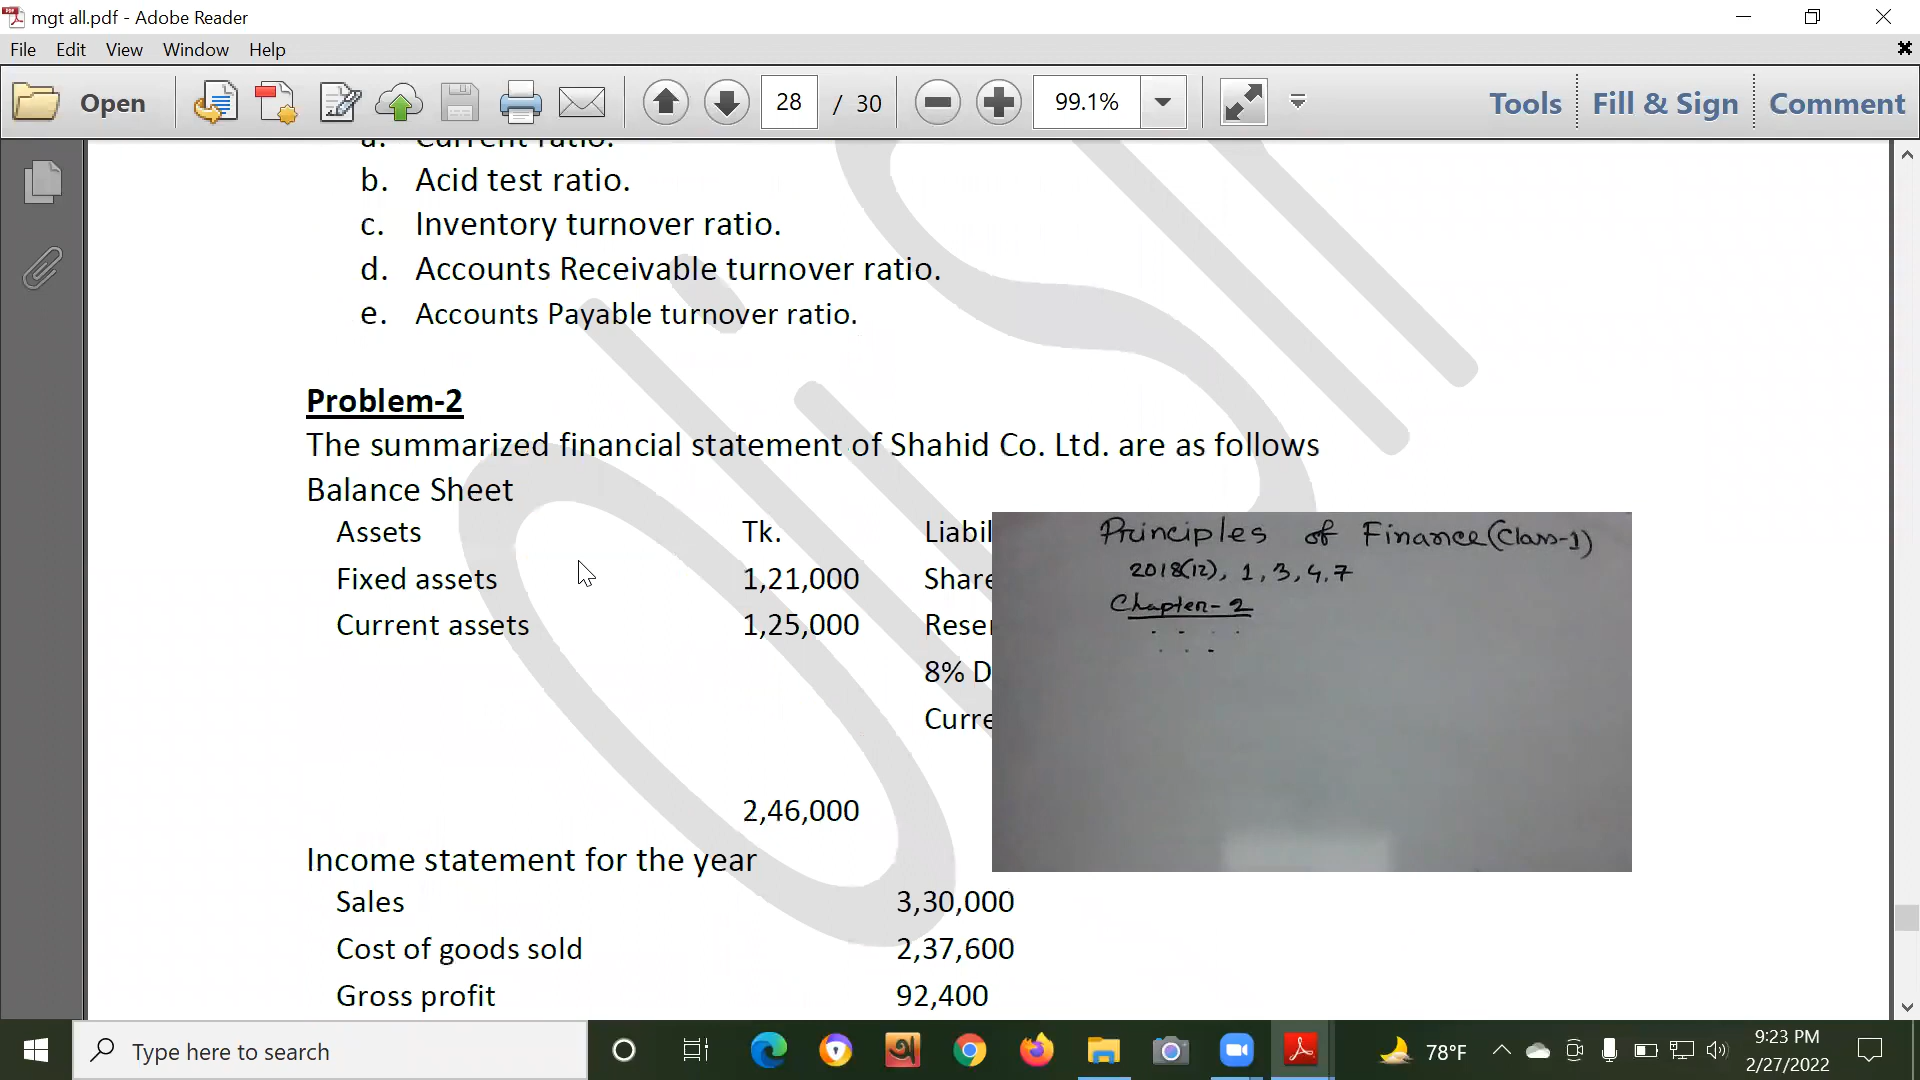 mgt all.pdf - Adobe Reader
File Edit View Window Help
Open 28 / 30 99.1% Tools Fill & Sign Comment
a. Current ratio.
b. Acid test ratio.
c. Inventory turnover ratio.
d. Accounts Receivable turnover ratio.
e. Accounts Payable turnover ratio.
Problem-2
The summarized financial statement of Shahid Co. Ltd. are as follows
Balance Sheet
Assets Tk. Liabil
Fixed assets 1,21,000 Share
Current assets 1,25,000 Reser
8% D
Curre
2,46,000
Income statement for the year
Sales 3,30,000
Cost of goods sold 2,37,600
Gross profit 92,400
Principles of Finance (Class-1)
2018(12), 1, 3, 4, 7
Chapter-2
Type here to search 78°F 9:23 PM
2/27/2022